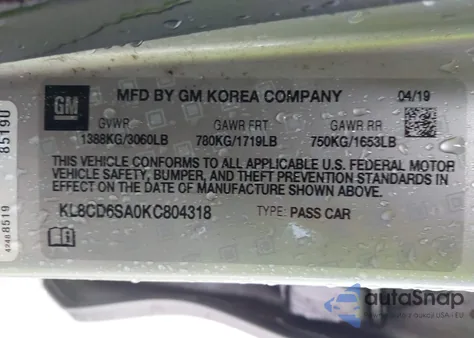 GM
MFD BY GM KOREA COMPANY 04/19
GVWR GAWR FRT GAWR RR
1388KG/3060LB 780KG/1719LB 750KG/1653LB
THIS VEHICLE CONFORMS TO ALL APPLICABLE U.S. FEDERAL MOTOR
VEHICLE SAFETY, BUMPER, AND THEFT PREVENTION STANDARDS IN
EFFECT ON THE DATE OF MANUFACTURE SHOWN ABOVE.
KL8CD6SA0KC804318 TYPE: PASS CAR
85190
42488519
autoSnap